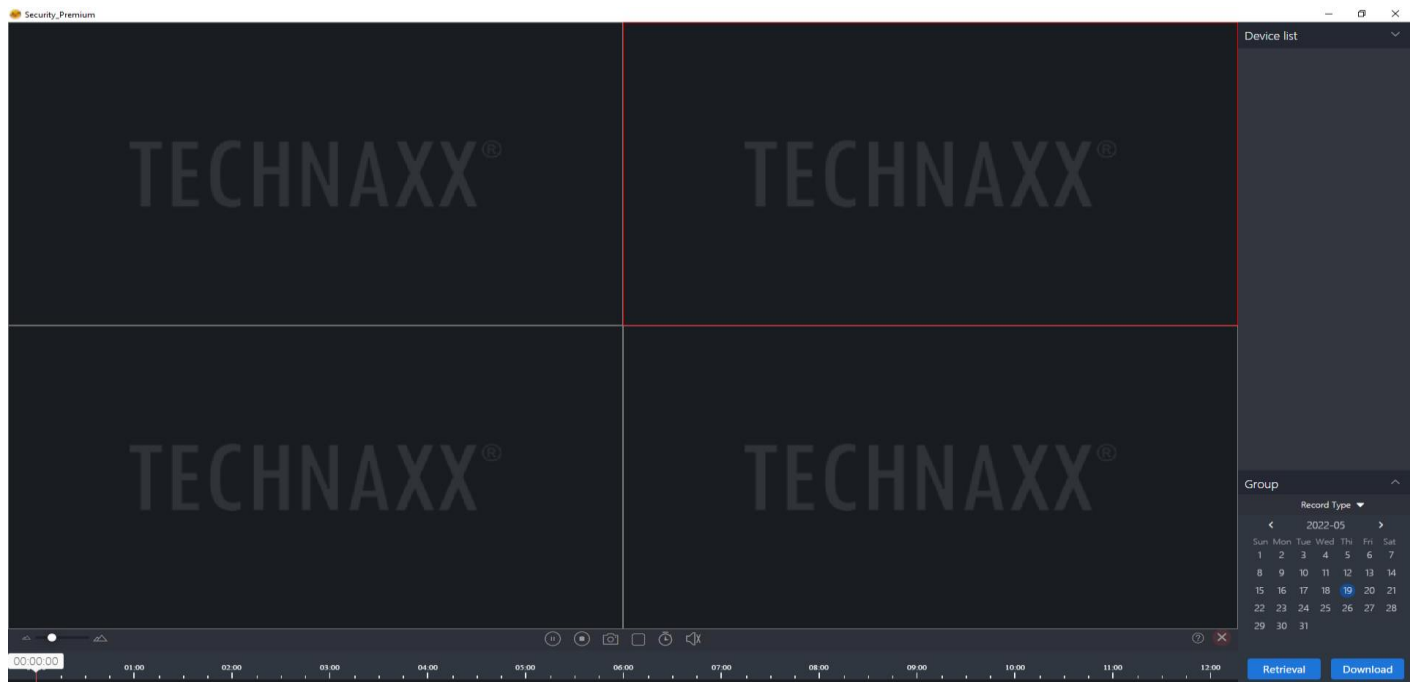 Security_Premium
Device list
TECHNAXX®
TECHNAXX®
TECHNAXX®
TECHNAXX®
Group
Record Type
2022-05
Sun Mon Tue Wed Thi Fri Sat
1 2 3 4 5 6 7
8 9 10 11 12 13 14
15 16 17 18 19 20 21
22 23 24 25 26 27 28
29 30 31
00:00:00 01:00 02:00 03:00 04:00 05:00 06:00 07:00 08:00 09:00 10:00 11:00 12:00
Retrieval Download